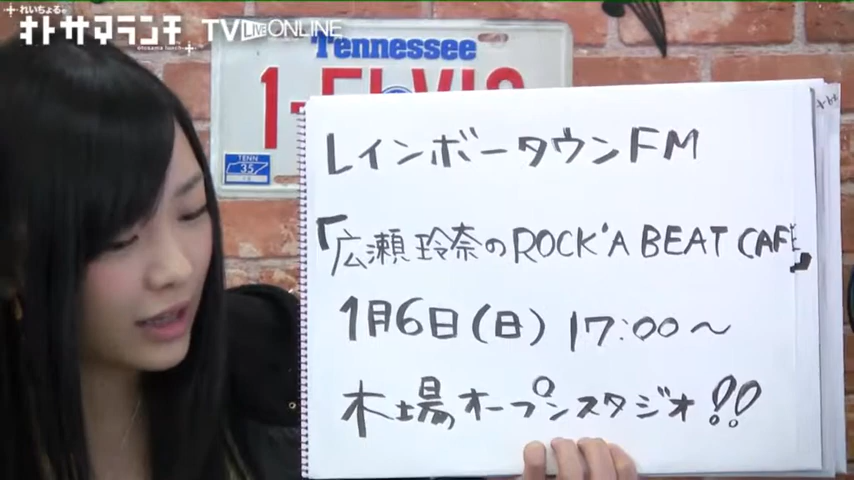 れいちょるの
オトサマランチ TV LIVE ONLINE
otosama lunch
Tennessee
1-ELVIS
TENN
35
レインボータウンFM
「広瀬玲奈のROCK'A BEAT CAFE」
1月6日(日) 17:00〜
木場オープンスタジオ!!